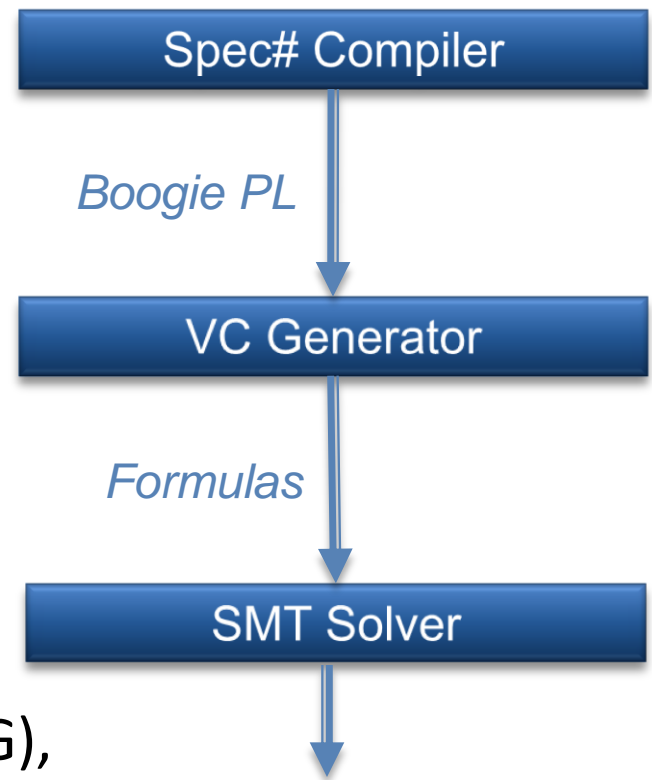 Spec# Compiler
Boogie PL
VC Generator
Formulas
SMT Solver
G),